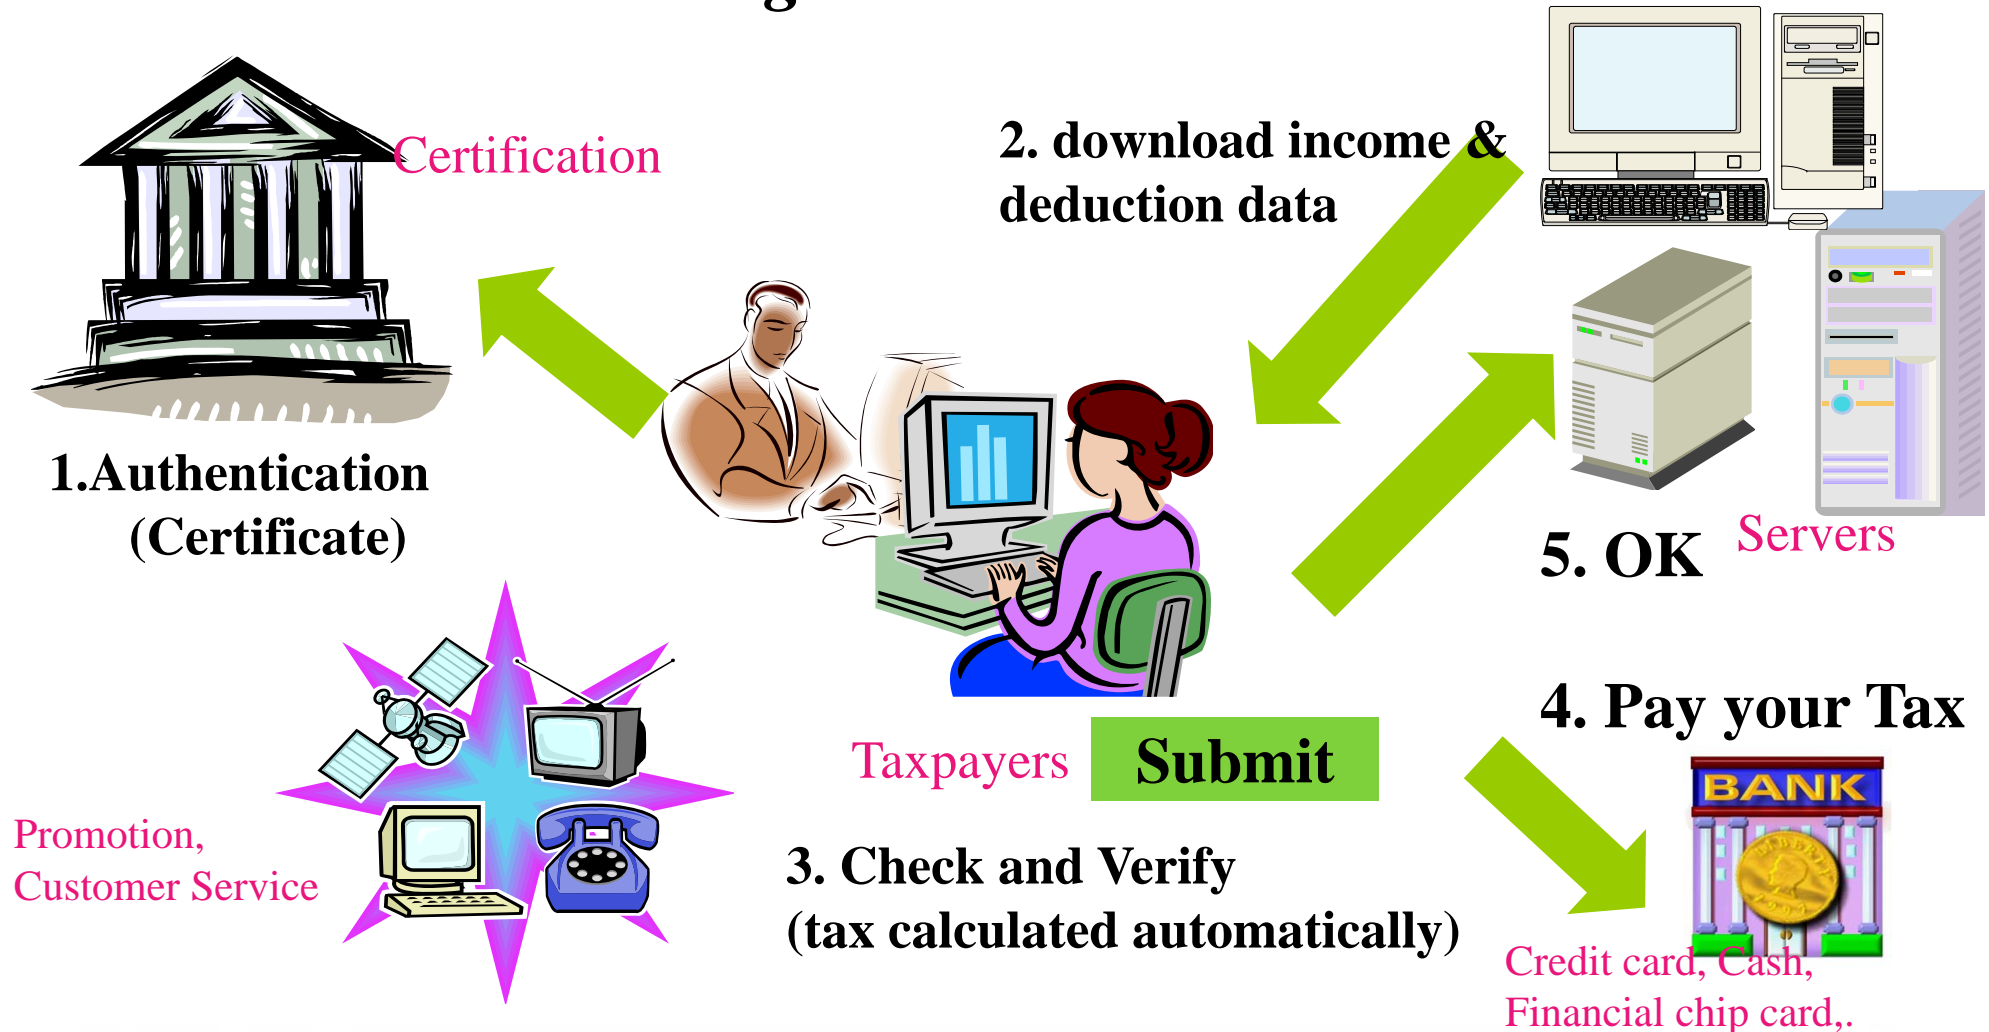 Certification
2. download income &
deduction data
1.Authentication
(Certificate)
Servers
5. OK
4. Pay your Tax
Taxpayers
Submit
BANK
Promotion,
Customer Service
3. Check and Verify
(tax calculated automatically)
LIBERTY
Credit card, Cash,
Financial chip card,.